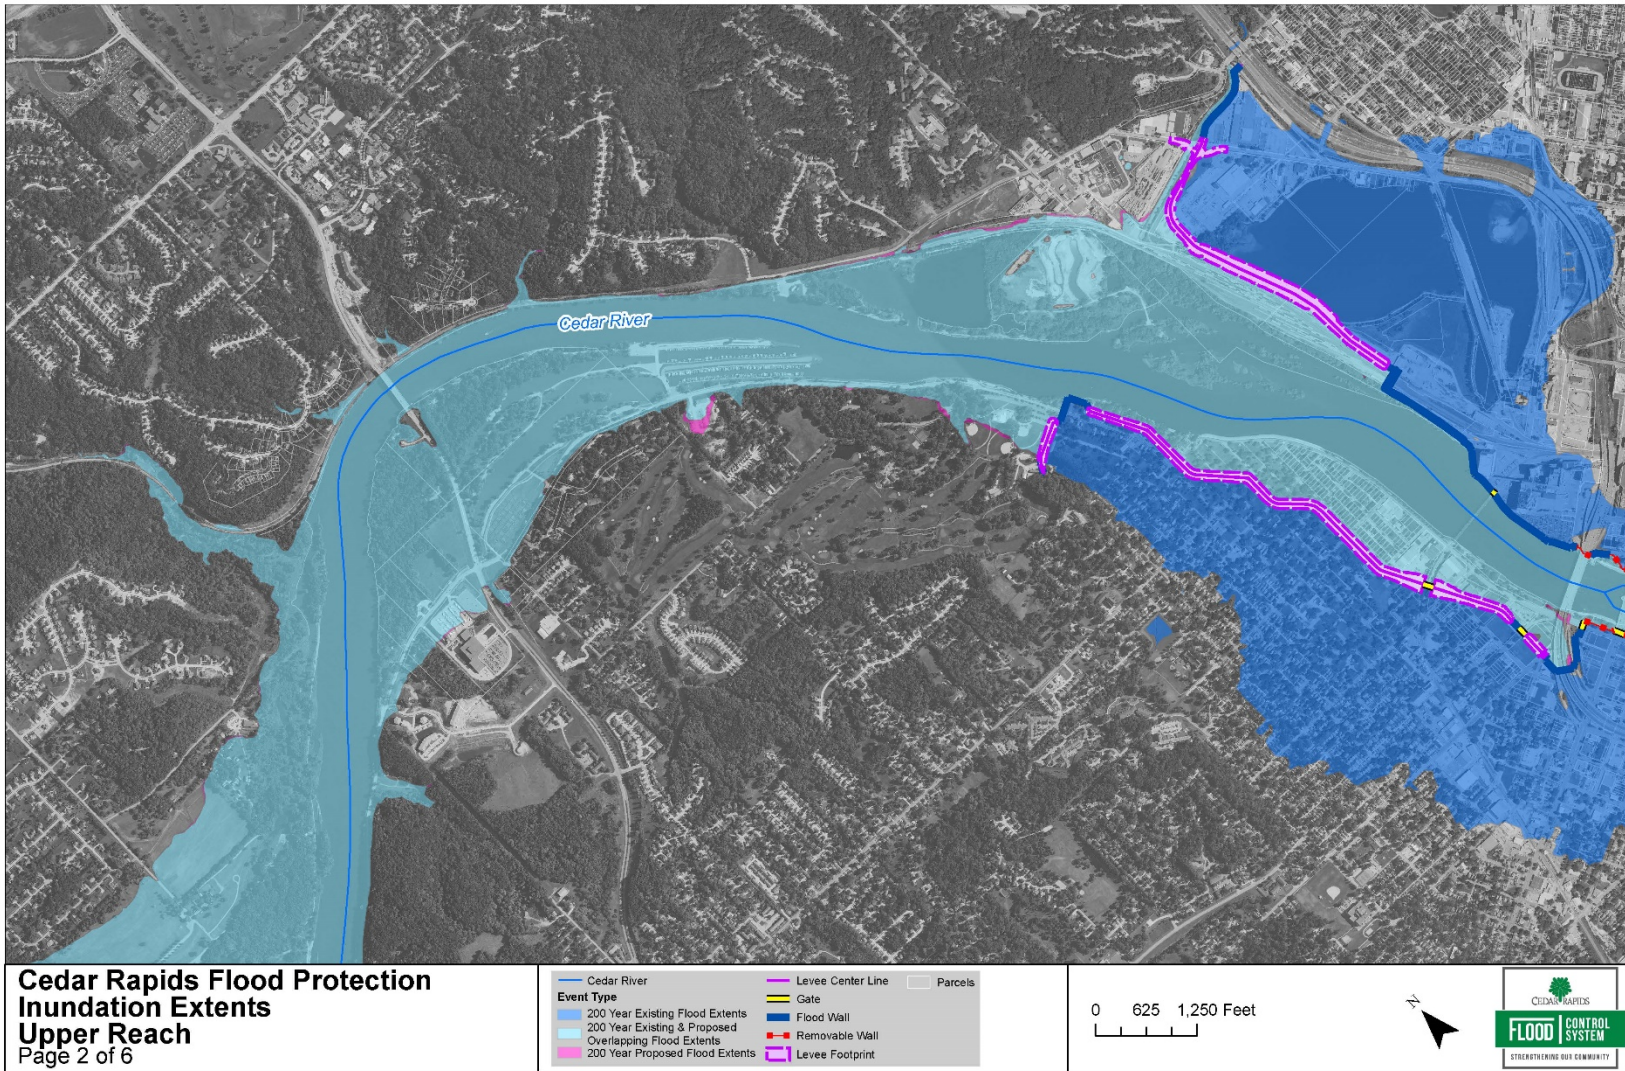 Cedar River
Cedar Rapids Flood Protection
Inundation Extents
Upper Reach
Page 2 of 6
Cedar River
Event Type
200 Year Existing Flood Extents
200 Year Existing & Proposed
Overlapping Flood Extents
200 Year Proposed Flood Extents
Levee Center Line
Gate
Flood Wall
Removable Wall
Levee Footprint
Parcels
0 625 1,250 Feet
N
CEDAR RAPIDS
FLOOD CONTROL
SYSTEM
STRENGTHENING OUR COMMUNITY